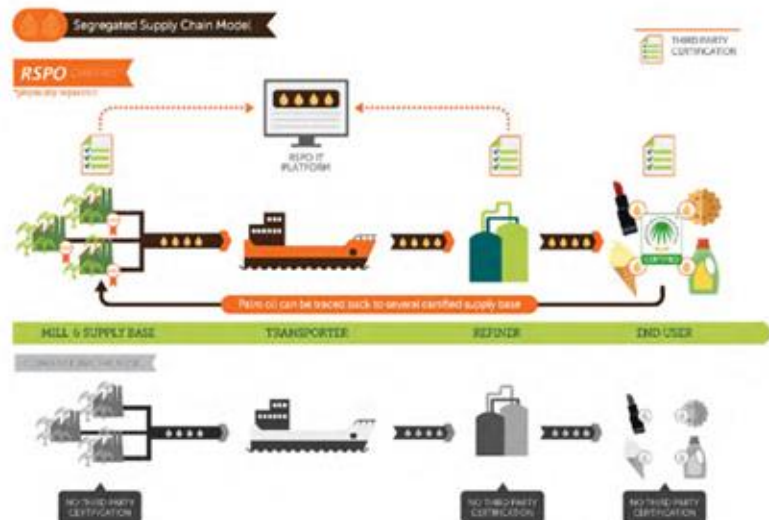 Segregated Supply Chain Model
THIRD PARTY
CERTIFICATION
RSPO
RSPO IT
PLATFORM
CERTIFIED
Palm oil can be traced back to several certified supply base
MILL & SUPPLY BASE
TRANSPORTER
REFINER
END-USER
NO THIRD PARTY
CERTIFICATION
NO THIRD PARTY
CERTIFICATION
NO THIRD PARTY
CERTIFICATION